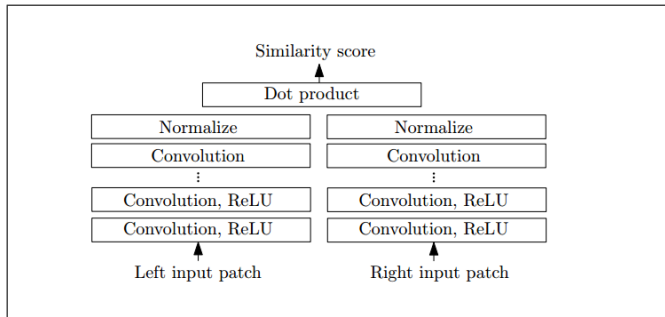 Similarity score
Dot product
Normalize Normalize
Convolution Convolution
⋮ ⋮
Convolution, ReLU Convolution, ReLU
Convolution, ReLU Convolution, ReLU
Left input patch Right input patch